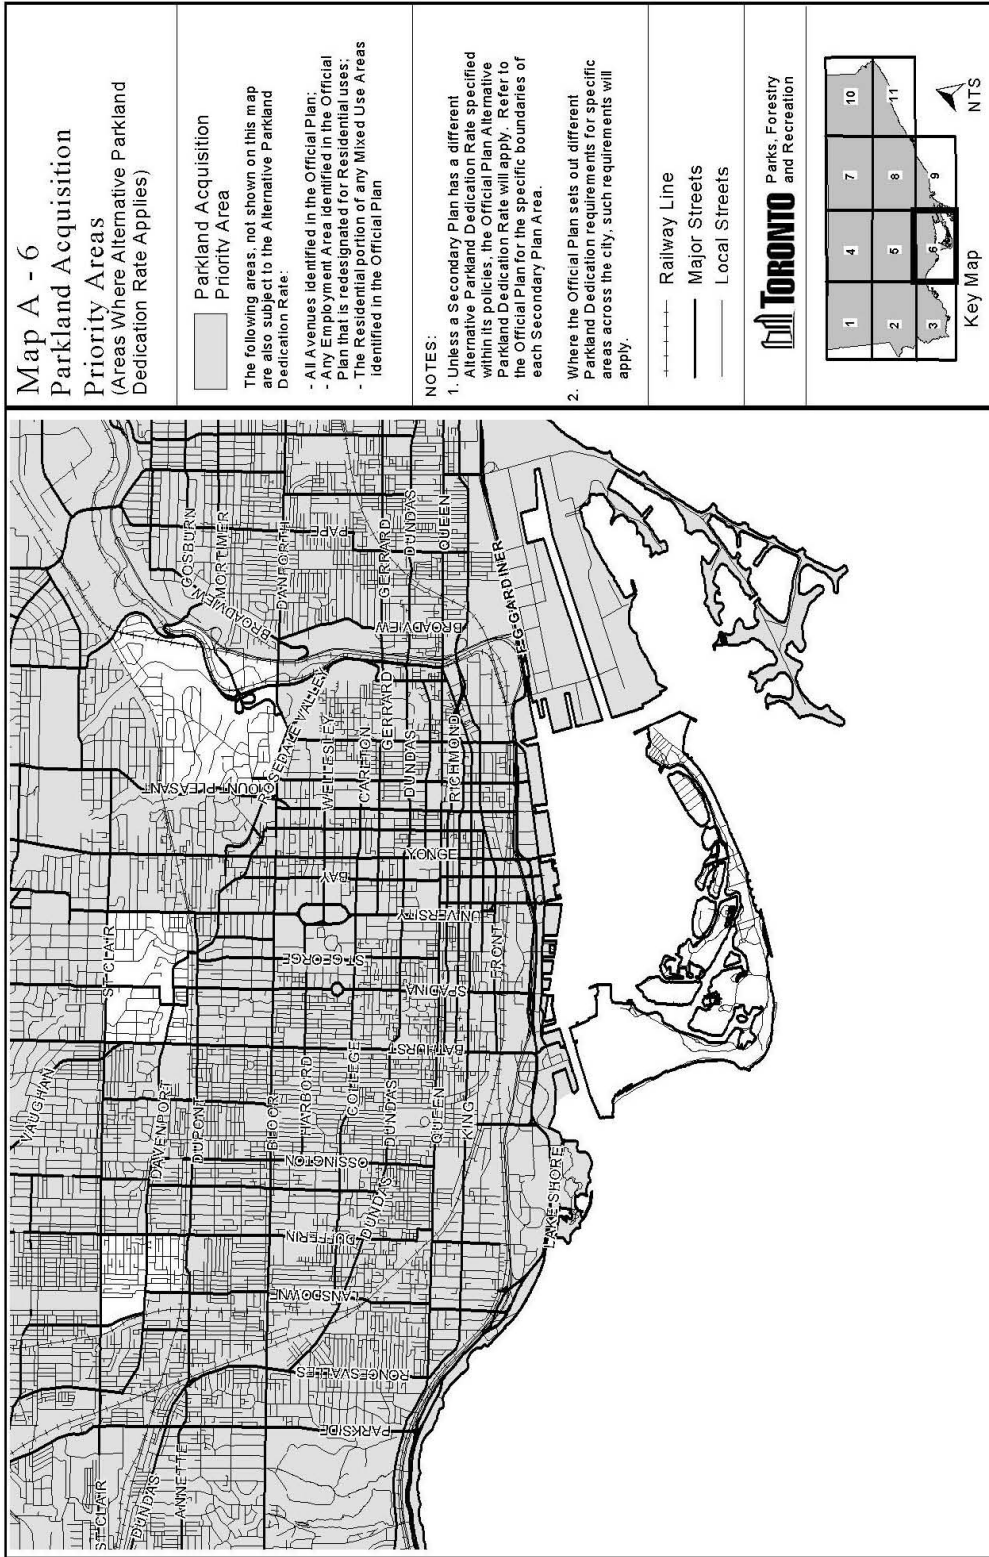 Map A - 6
Parkland Acquisition
Priority Areas
(Areas Where Alternative Parkland
Dedication Rate Applies)
Parkland Acquisition
Priority Area
The following areas, not shown on this map
are also subject to the Alternative Parkland
Dedication Rate:
- All Avenues identified in the Official Plan;
- Any Employment Area identified in the Official
Plan that is redesignated for Residential uses;
- The Residential portion of any Mixed Use Areas
identified in the Official Plan
NOTES:
1. Unless a Secondary Plan has a different
Alternative Parkland Dedication Rate specified
within its policies, the Official Plan Alternative
Parkland Dedication Rate will apply. Refer to
the Official Plan for the specific boundaries of
each Secondary Plan Area.
2. Where the Official Plan sets out different
Parkland Dedication requirements for specific
areas across the city, such requirements will
apply.
Railway Line
Major Streets
Local Streets
TORONTO
Parks, Forestry
and Recreation
1
4
7
10
2
5
8
11
3
6
9
Key Map
NTS
ST CLAIR
DUNDAS
ANNETTE
PARKSIDE
RONCESVALLES
LANSDOWNE
DUFFERIN
DUNDAS
OSSINGTON
VAUGHAN
DAVENPORT
DUPONT
BLOOR
HARBORD
COLLEGE
DUNDAS
QUEEN
KING
LAKE SHORE
BATHURST
ST CLAIR
SPADINA
ST GEORGE
UNIVERSITY
FRONT
BAY
YONGE
MOUNT PLEASANT
ROSEDALE VALLEY
WELLESLEY
CARLTON
GERRARD
DUNDAS
RICHMOND
BROADVIEW
BROADVIEW
F G GARDINER
COSBURN
MORTIMER
DANFORTH
PAPE
GERRARD
DUNDAS
QUEEN